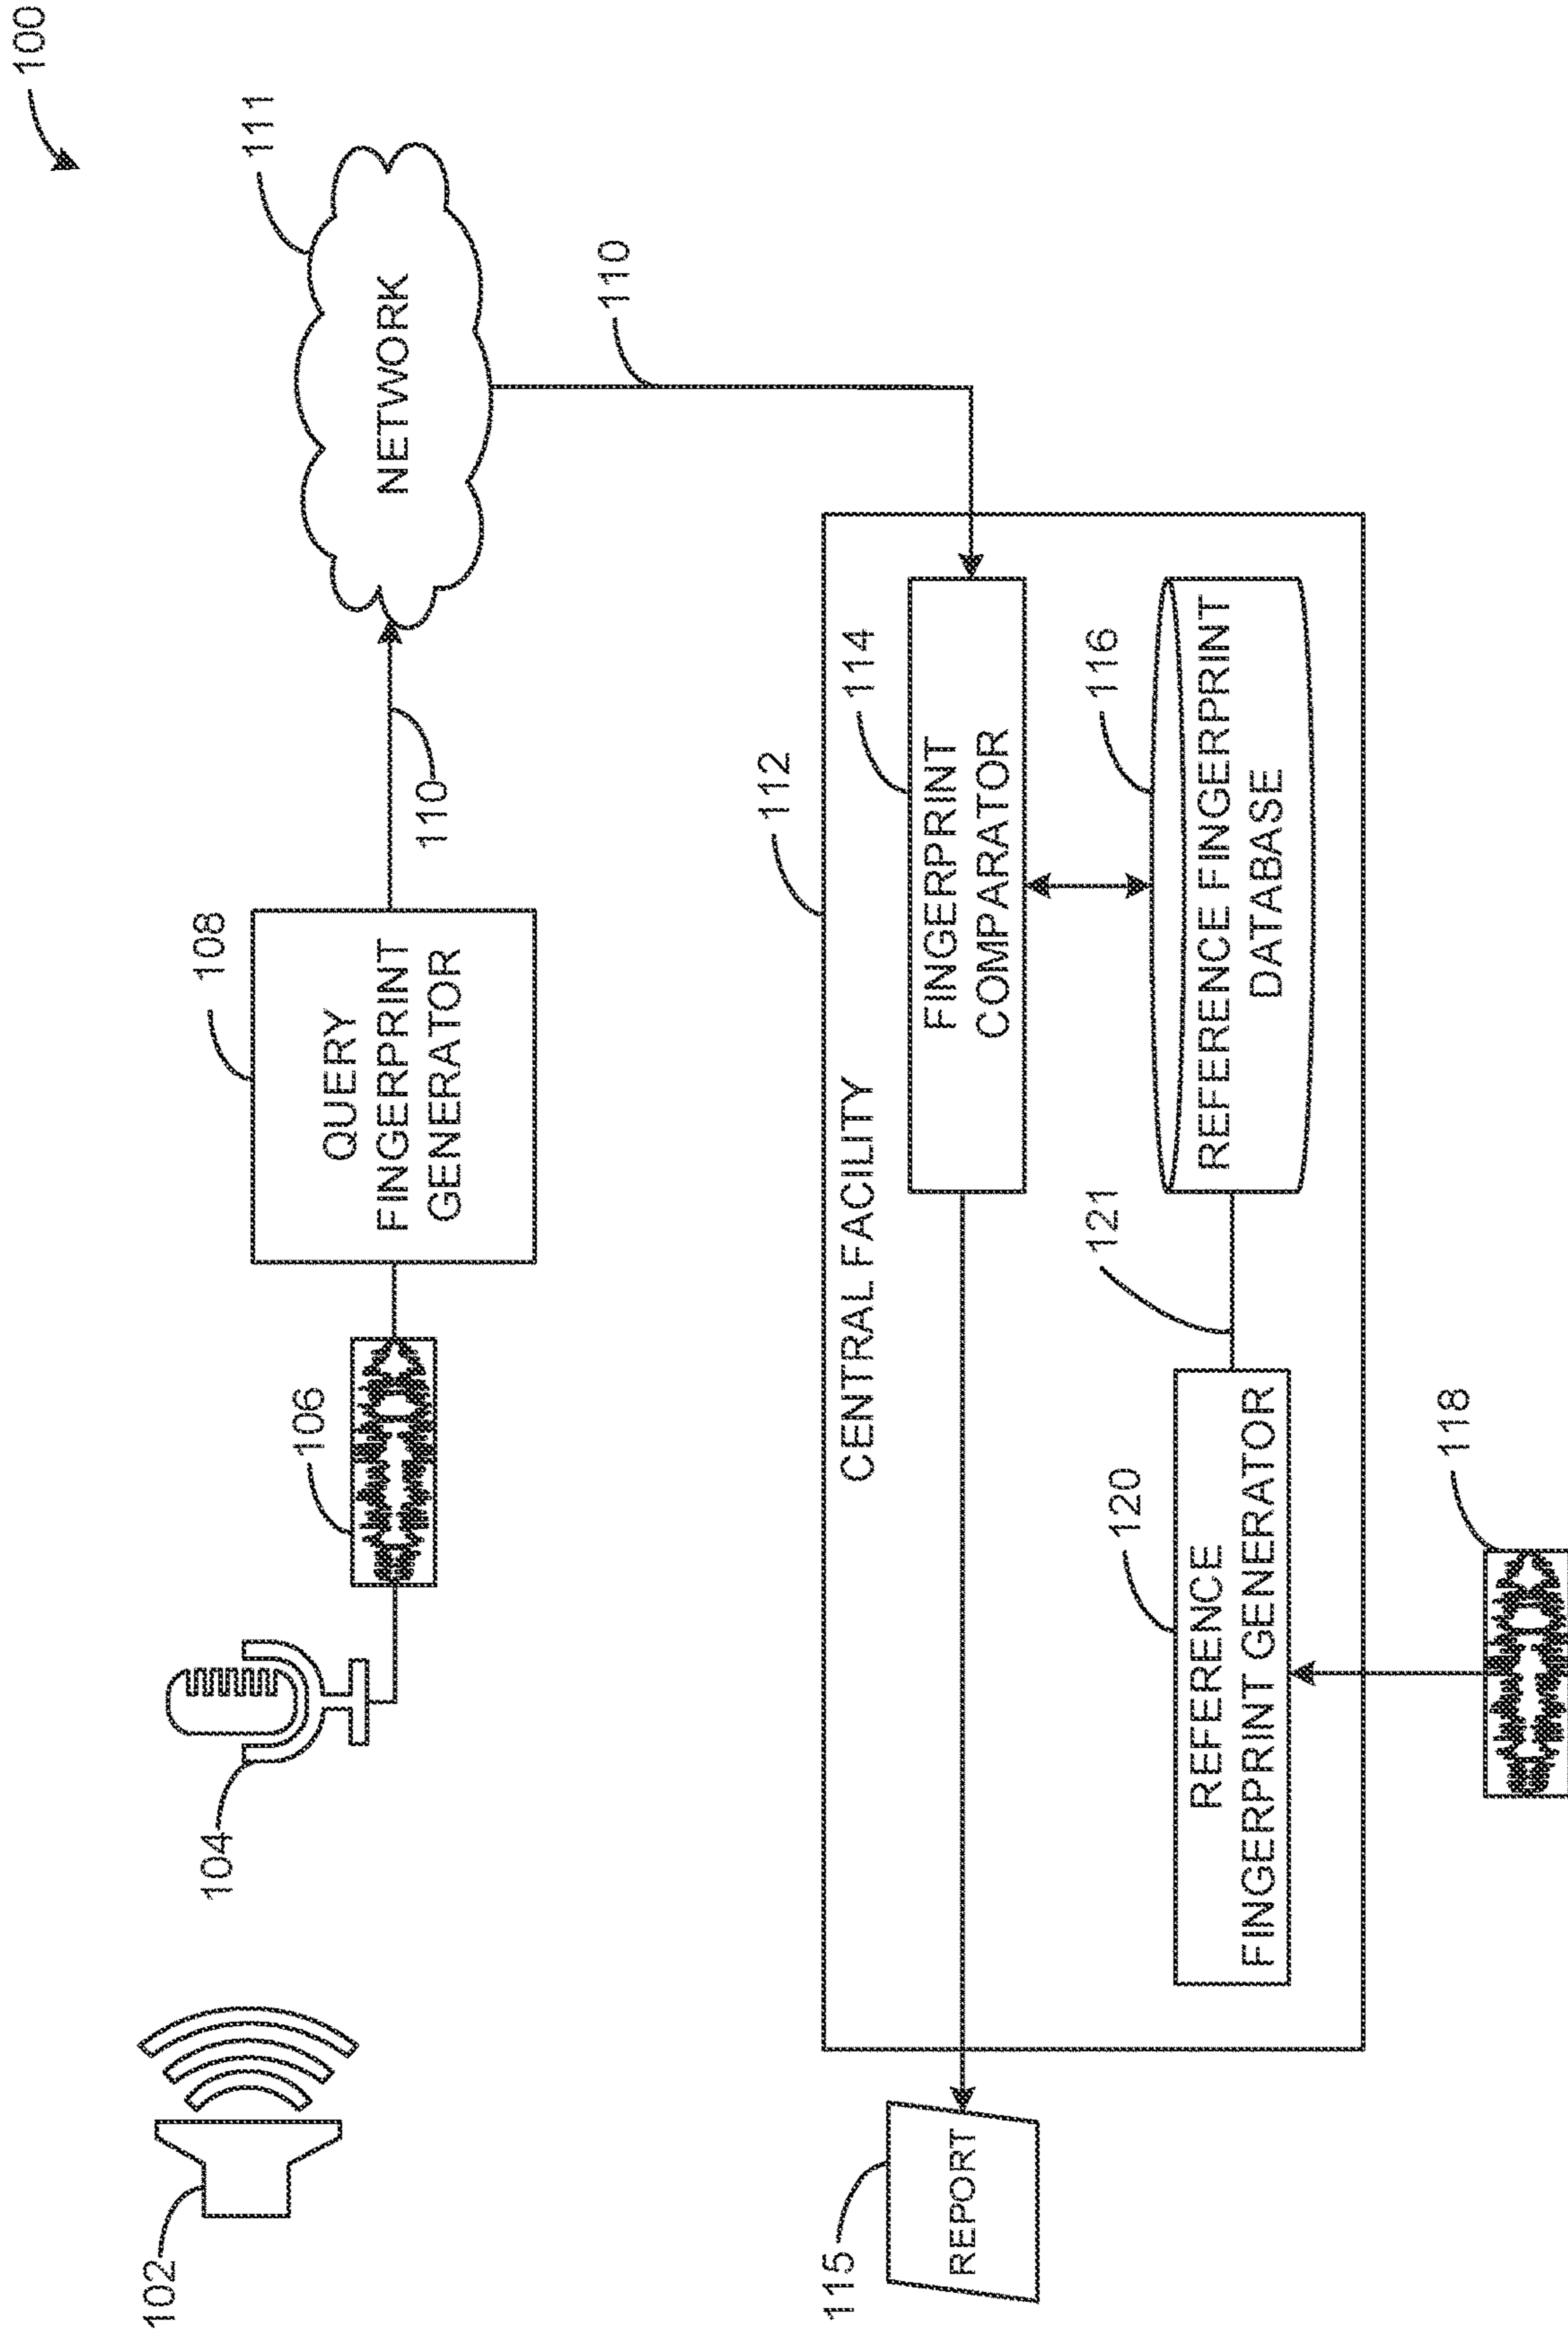 100
102
104
106
108
QUERY
FINGERPRINT
GENERATOR
110
111
NETWORK
110
112
CENTRAL FACILITY
114
FINGERPRINT
COMPARATOR
115
REPORT
116
REFERENCE FINGERPRINT
DATABASE
121
120
REFERENCE
FINGERPRINT GENERATOR
118